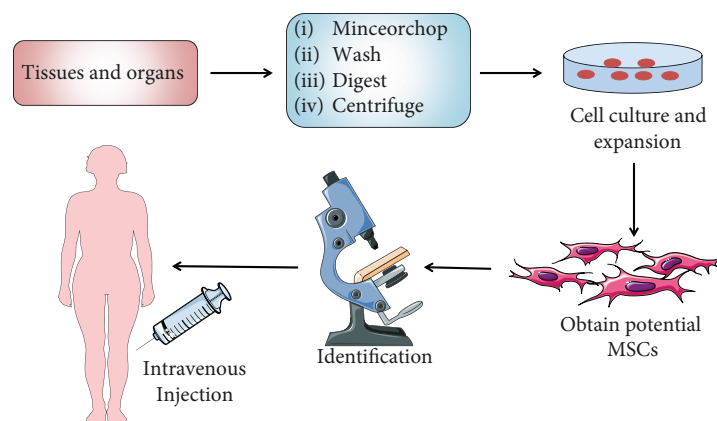 Tissues and organs
(i) Minceorchop
(ii) Wash
(iii) Digest
(iv) Centrifuge
Cell culture and
expansion
Obtain potential
MSCs
Identification
Intravenous
Injection